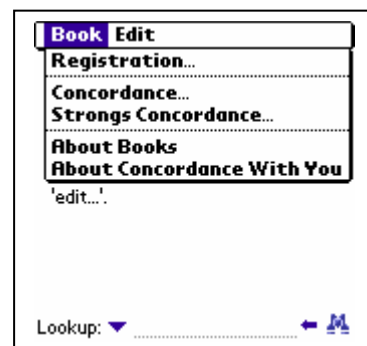 Book Edit
Registration...
Concordance...
Strongs Concordance...
About Books
About Concordance With You
'edit...'.
Lookup: